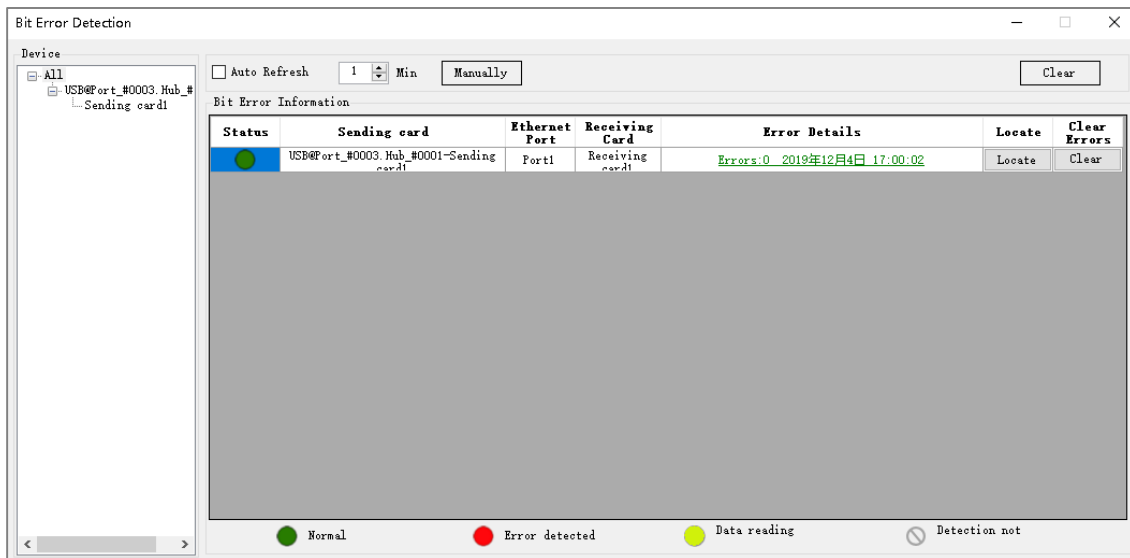 Bit Error Detection
Device
All
USB@Port_#0003.Hub_#
Sending card1
Auto Refresh
1
Min
Manually
Clear
Bit Error Information
Status
Sending card
Ethernet
Port
Receiving
Card
Error Details
Locate
Clear
Errors
USB@Port_#0003.Hub_#0001-Sending
card1
Port1
Receiving
card1
Errors:0 2019年12月4日 17:00:02
Locate
Clear
Normal
Error detected
Data reading
Detection not